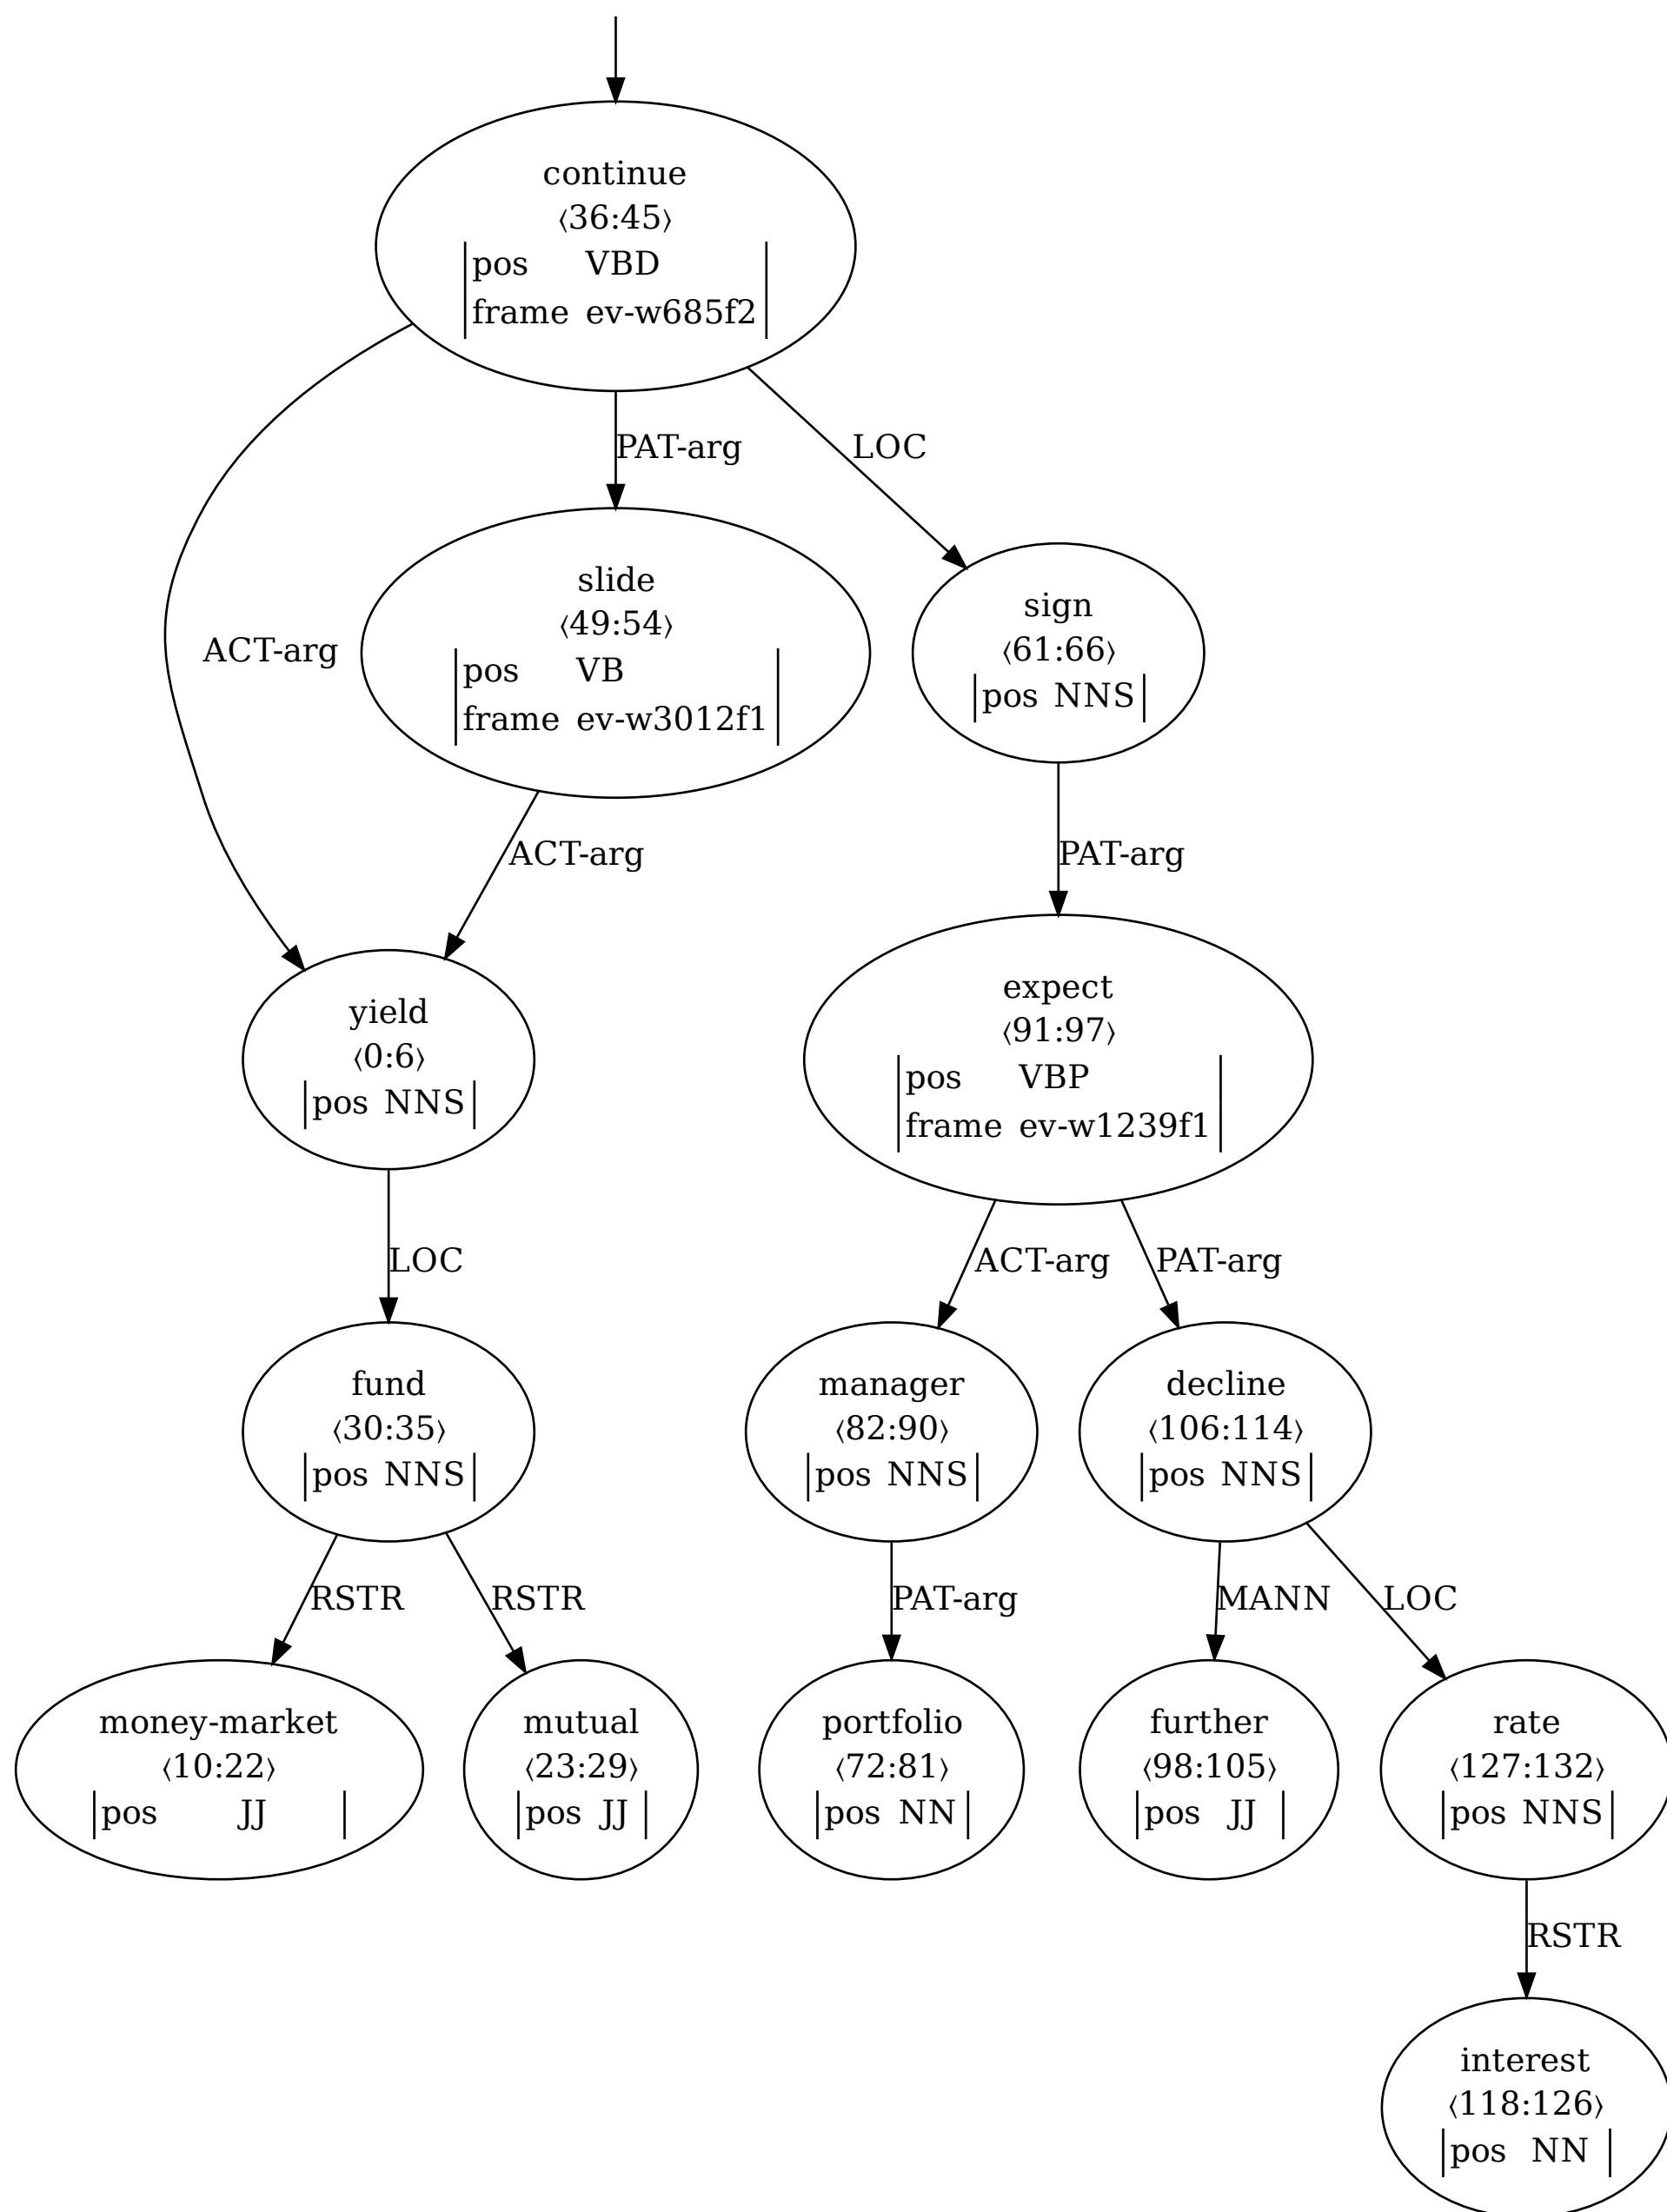 continue
⟨36:45⟩
pos VBD
frame ev-w685f2
PAT-arg
LOC
slide
⟨49:54⟩
pos VB
frame ev-w3012f1
sign
⟨61:66⟩
pos NNS
ACT-arg
ACT-arg
PAT-arg
yield
⟨0:6⟩
pos NNS
expect
⟨91:97⟩
pos VBP
frame ev-w1239f1
LOC
ACT-arg
PAT-arg
fund
⟨30:35⟩
pos NNS
manager
⟨82:90⟩
pos NNS
decline
⟨106:114⟩
pos NNS
RSTR
RSTR
PAT-arg
MANN
LOC
money-market
⟨10:22⟩
pos JJ
mutual
⟨23:29⟩
pos JJ
portfolio
⟨72:81⟩
pos NN
further
⟨98:105⟩
pos JJ
rate
⟨127:132⟩
pos NNS
RSTR
interest
⟨118:126⟩
pos NN